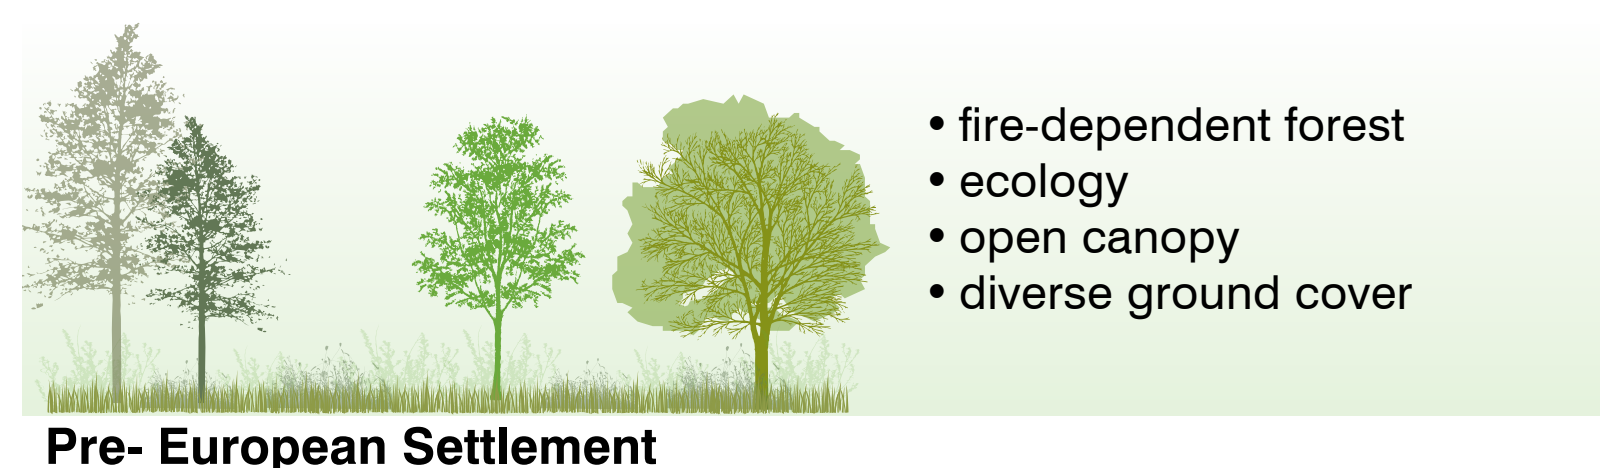 • fire-dependent forest
• ecology
• open canopy
• diverse ground cover
Pre- European Settlement